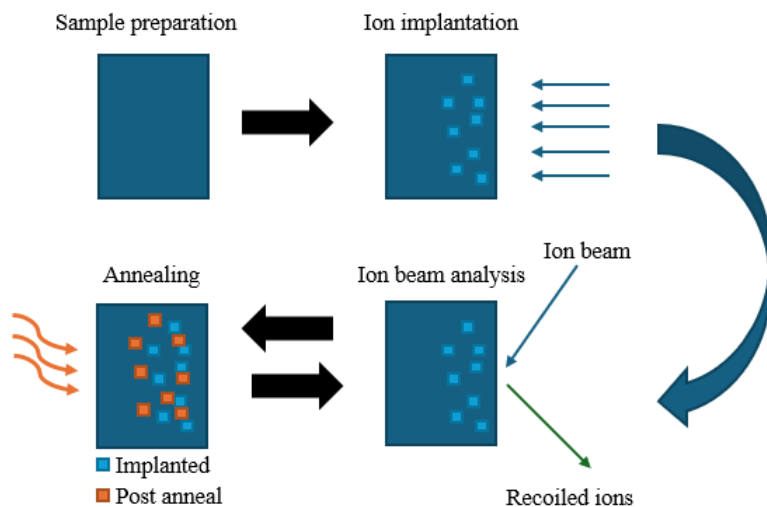 Sample preparation
Ion implantation
Ion beam
Annealing
Ion beam analysis
Implanted
Post anneal
Recoiled ions